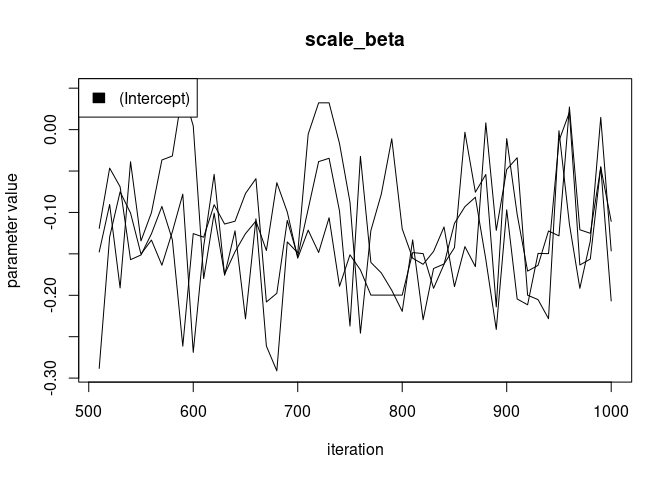 scale_beta
(Intercept)
parameter value
0.00
-0.10
-0.20
-0.30
500 600 700 800 900 1000
iteration